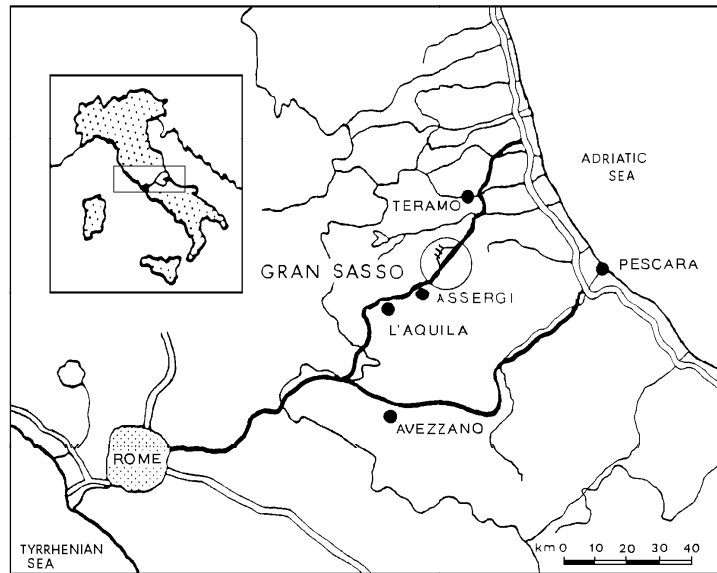 ADRIATIC
SEA
TERAMO
GRAN SASSO
PESCARA
ASSERGI
L'AQUILA
AVEZZANO
ROME
TYRRHENIAN
SEA
km 0 10 20 30 40